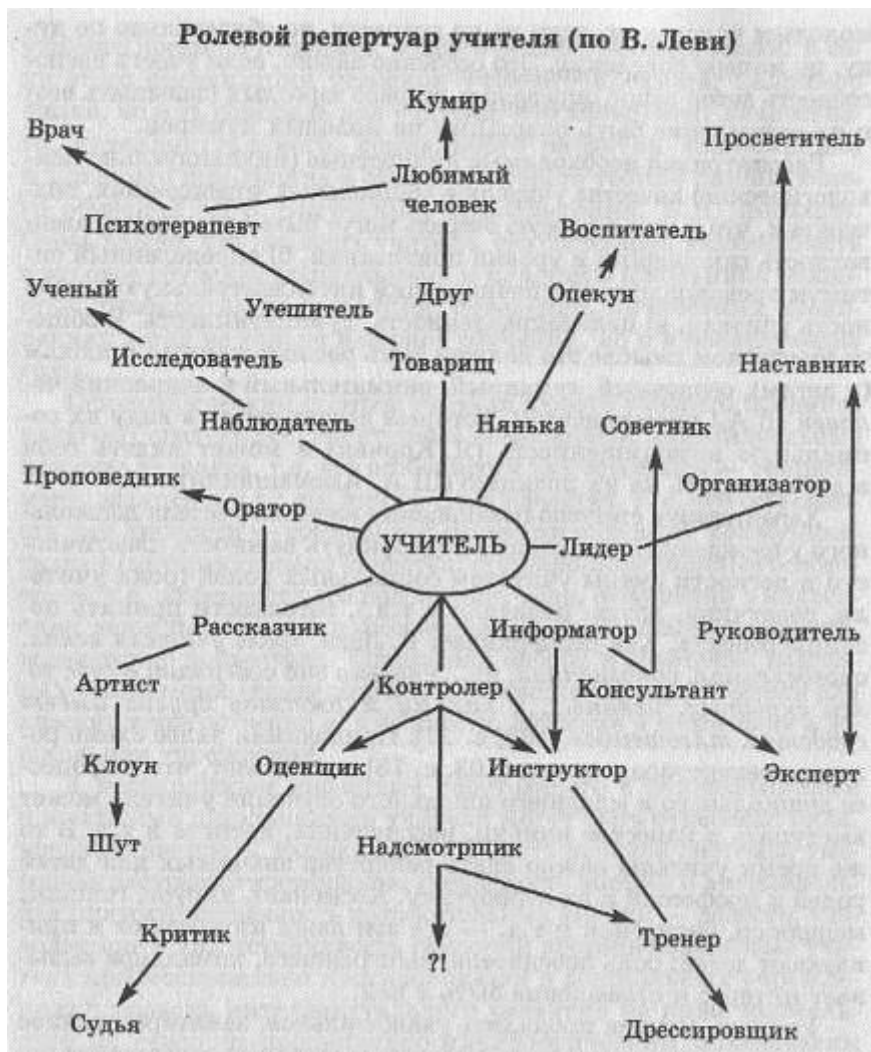 Ролевой репертуар учителя (по В. Леви)
Кумир
Врач
Просветитель
Любимый
человек
Психотерапевт
Воспитатель
Ученый
Утешитель
Друг
Опекун
Исследователь
Товарищ
Наставник
Наблюдатель
Нянька
Советник
Проповедник
Оратор
Организатор
УЧИТЕЛЬ
Лидер
Рассказчик
Информатор
Руководитель
Артист
Контролер
Консультант
Клоун
Оценщик
Инструктор
Эксперт
Шут
Надсмотрщик
Критик
Тренер
?!
Судья
Дрессировщик